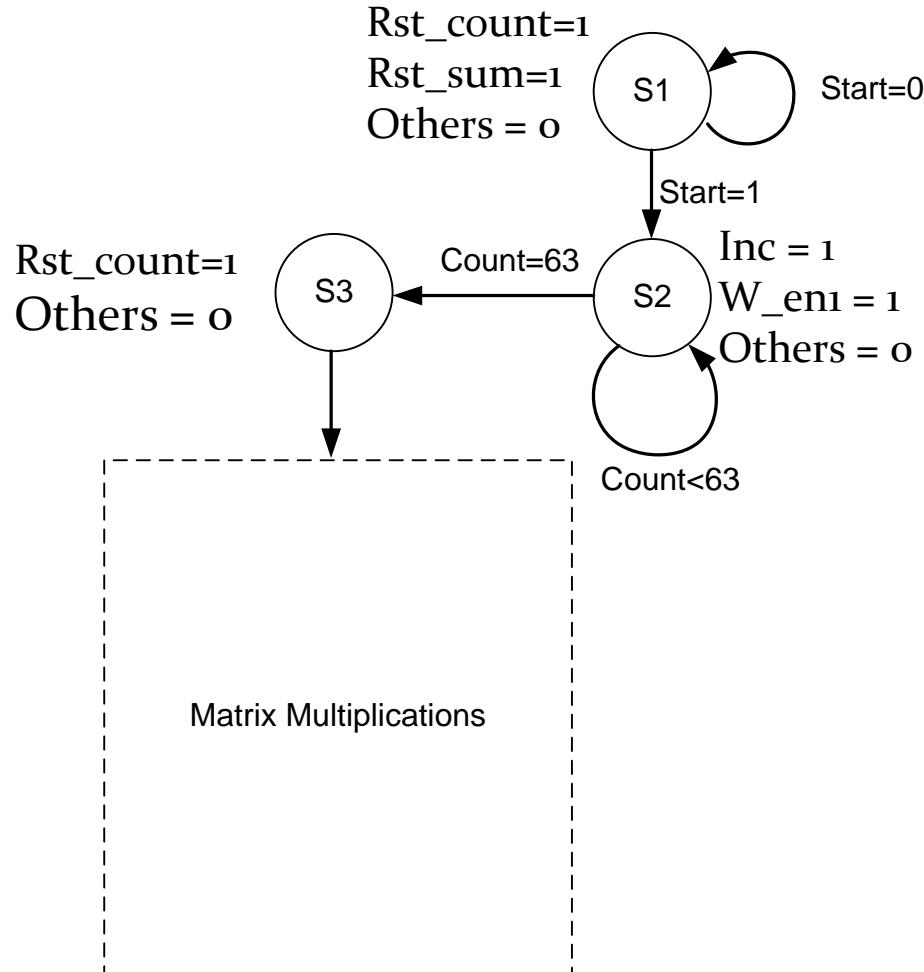 Rst_count=1
Rst_sum=1
Others = 0
S1
Start=0
Start=1
Rst_count=1
Others = 0
S3
Count=63
S2
Inc = 1
W_en1 = 1
Others = 0
Count<63
Matrix Multiplications